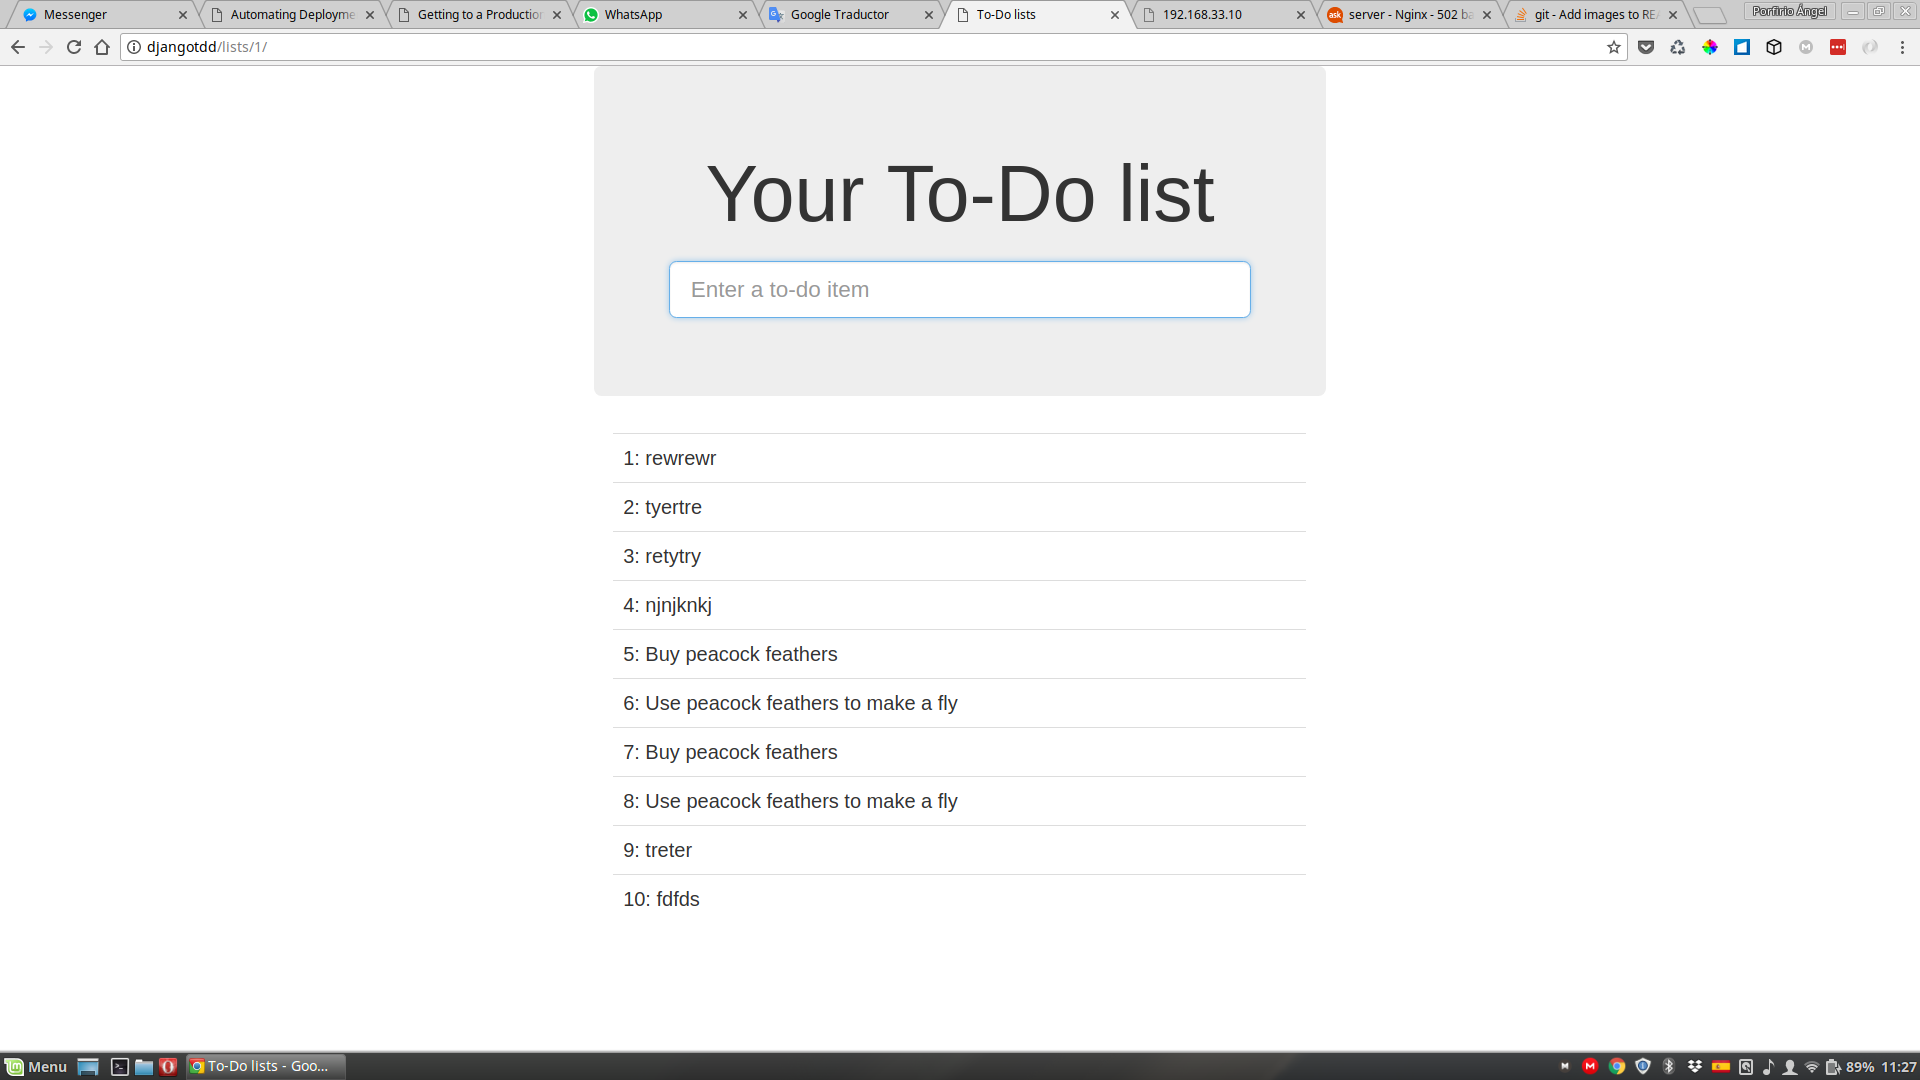 Messenger
Automating Deployme
Getting to a Production
WhatsApp
Google Traductor
To-Do lists
192.168.33.10
server - Nginx - 502 ba
git - Add images to REA
Porfirio Ángel
djangotdd/lists/1/
Your To-Do list
Enter a to-do item
1: rewrewr
2: tyertre
3: retytry
4: njnjknkj
5: Buy peacock feathers
6: Use peacock feathers to make a fly
7: Buy peacock feathers
8: Use peacock feathers to make a fly
9: treter
10: fdfds
Menu
To-Do lists - Goo...
89%
11:27